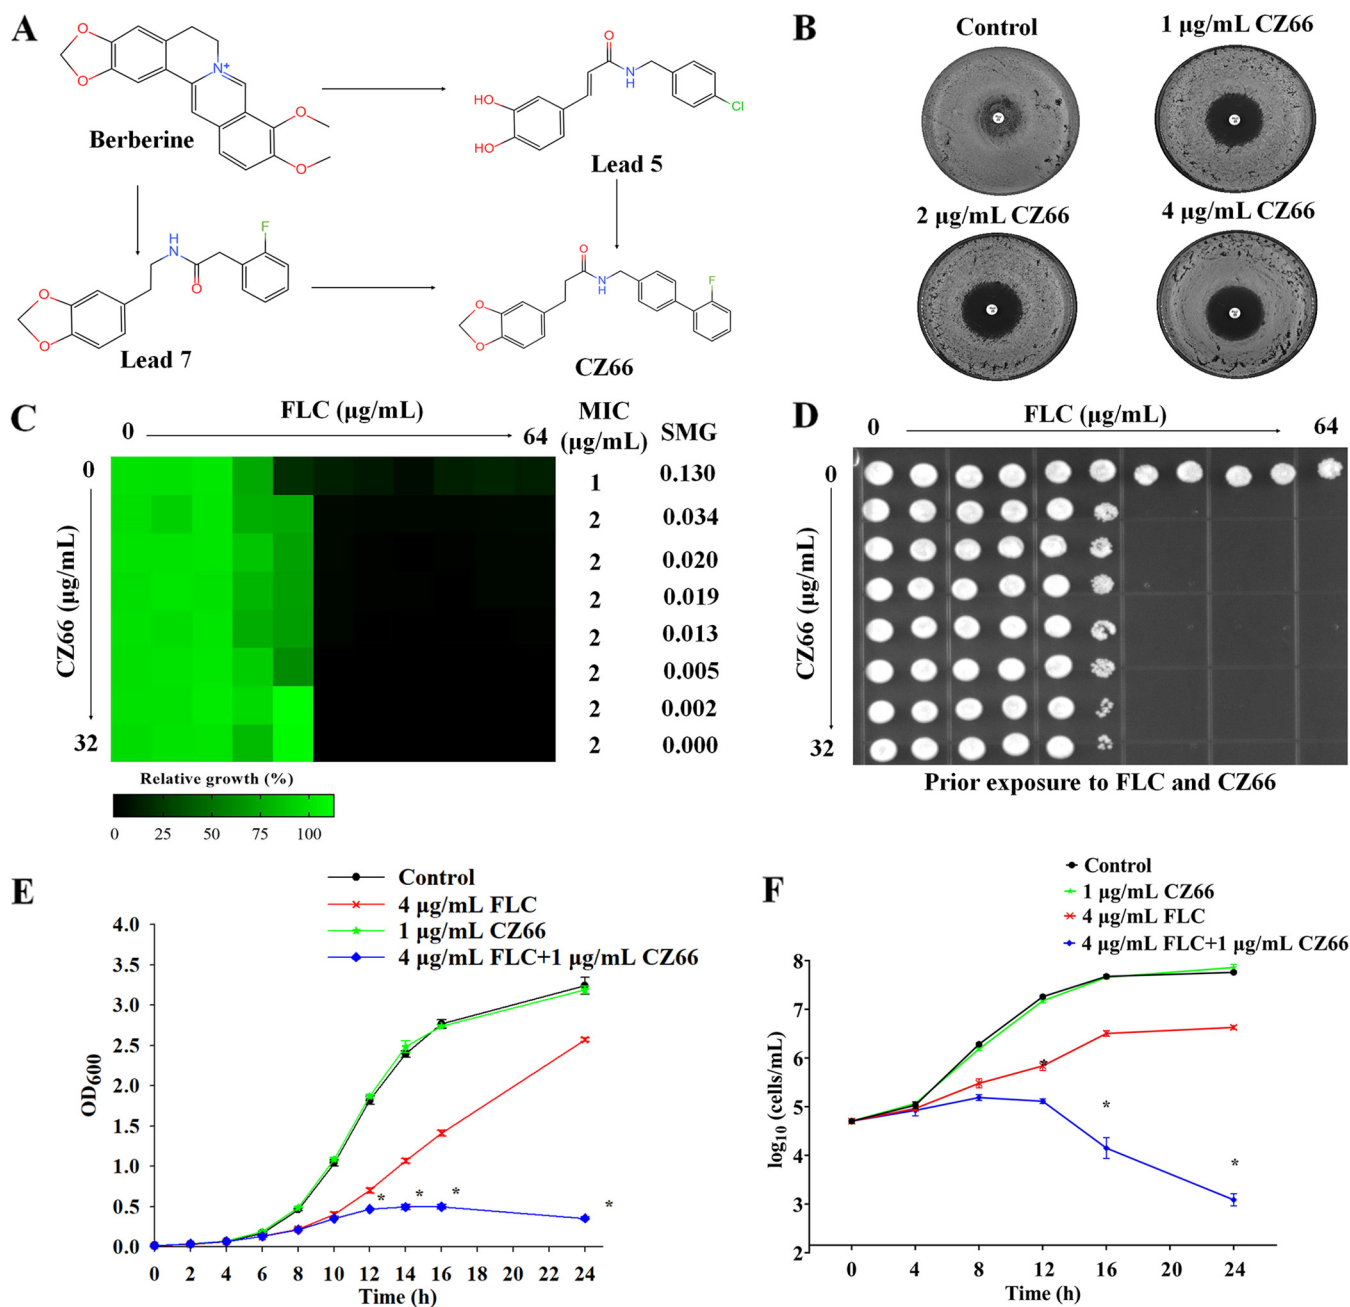 A
O
O
N+
O
O
Berberine
O
NH
HO
HO
Cl
Lead 5
H
N
O
F
O
O
Lead 7
O
N
H
F
O
O
CZ66
B
Control
1 μg/mL CZ66
2 μg/mL CZ66
4 μg/mL CZ66
C
FLC (μg/mL)
0
64
MIC
(μg/mL)
SMG
CZ66 (μg/mL)
0
32
1 0.130
2 0.034
2 0.020
2 0.019
2 0.013
2 0.005
2 0.002
2 0.000
Relative growth (%)
0 25 50 75 100
D
FLC (μg/mL)
0
64
CZ66 (μg/mL)
0
32
Prior exposure to FLC and CZ66
E
Control
4 μg/mL FLC
1 μg/mL CZ66
4 μg/mL FLC+1 μg/mL CZ66
OD600
4.0
3.5
3.0
2.5
2.0
1.5
1.0
0.5
0.0
* * * *
0 2 4 6 8 10 12 14 16 18 20 22 24
Time (h)
F
Control
1 μg/mL CZ66
4 μg/mL FLC
4 μg/mL FLC+1 μg/mL CZ66
log10 (cells/mL)
8
7
6
5
4
3
2
* * *
0 4 8 12 16 20 24
Time (h)